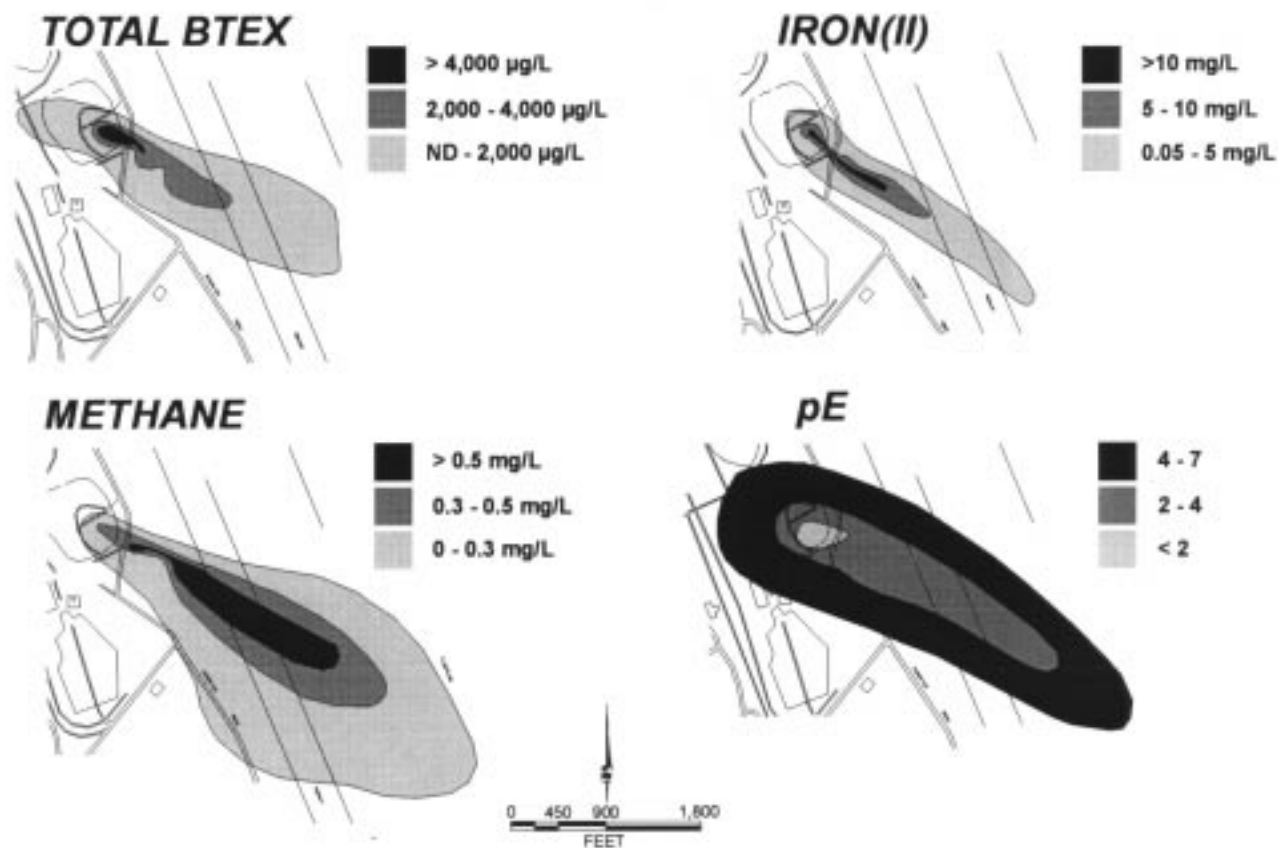 TOTAL BTEX
> 4,000 µg/L
2,000 - 4,000 µg/L
ND - 2,000 µg/L
IRON(II)
>10 mg/L
5 - 10 mg/L
0.05 - 5 mg/L
METHANE
> 0.5 mg/L
0.3 - 0.5 mg/L
0 - 0.3 mg/L
pE
4 - 7
2 - 4
< 2
0 450 900 1,800
FEET